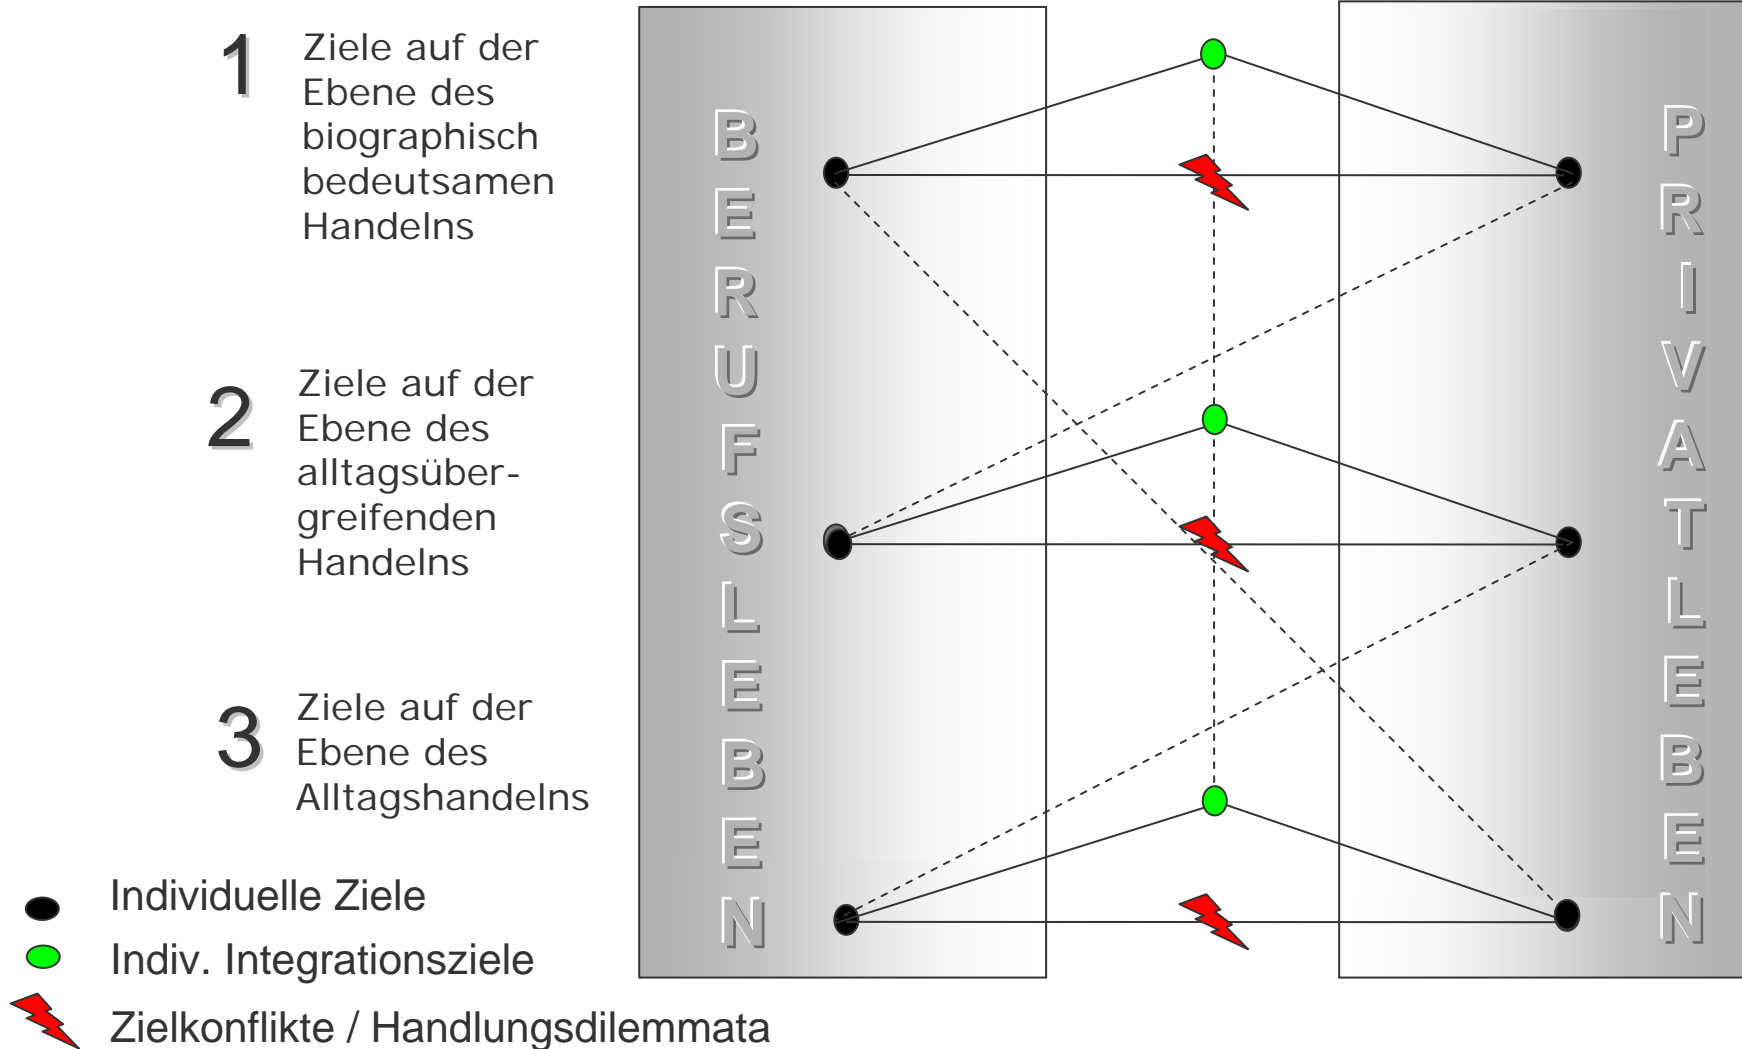 1
Ziele auf der
Ebene des
biographisch
bedeutsamen
Handelns
2
Ziele auf der
Ebene des
alltagsüber-
greifenden
Handelns
3
Ziele auf der
Ebene des
Alltagshandelns
BERUFSLEBEN
PRIVATLEBEN
Individuelle Ziele
Indiv. Integrationsziele
Zielkonflikte / Handlungsdilemmata